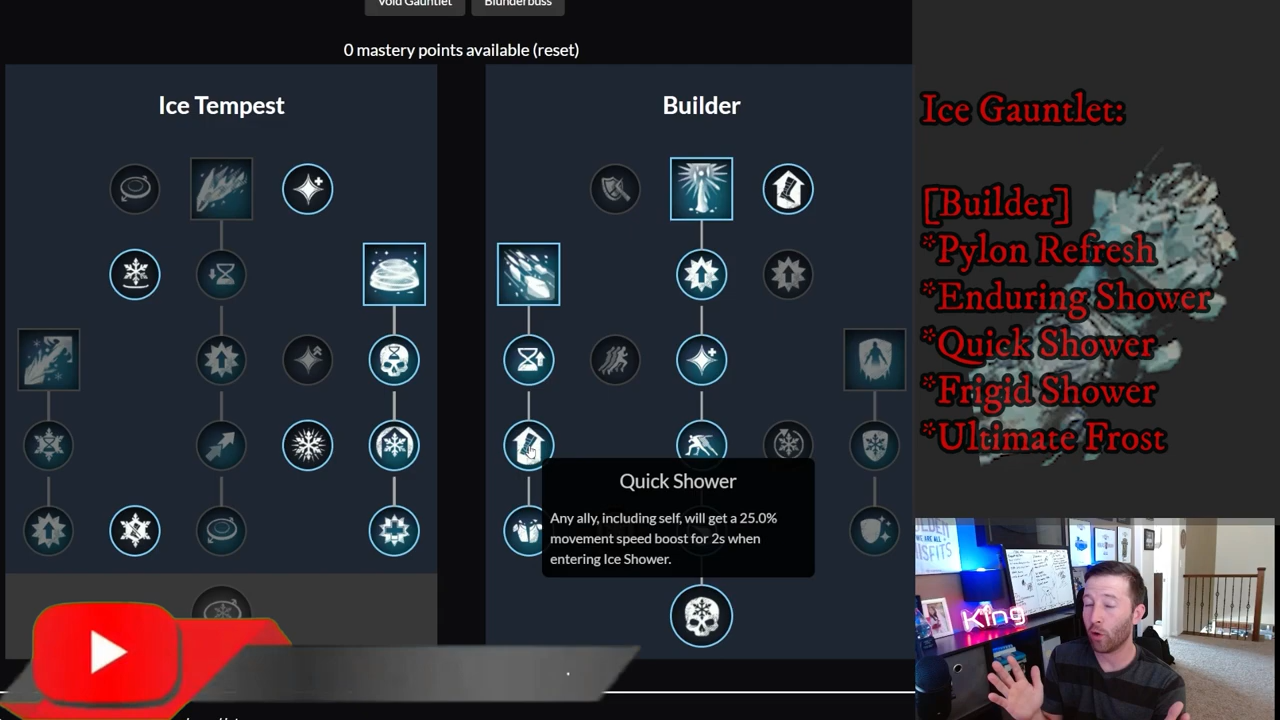 Void Gauntlet
Blunderbuss
0 mastery points available (reset)
Ice Tempest
Builder
Quick Shower
Any ally, including self, will get a 25.0%
movement speed boost for 2s when
entering Ice Shower.
Ice Gauntlet:
[Builder]
*Pylon Refresh
*Enduring Shower
*Quick Shower
*Frigid Shower
*Ultimate Frost
King